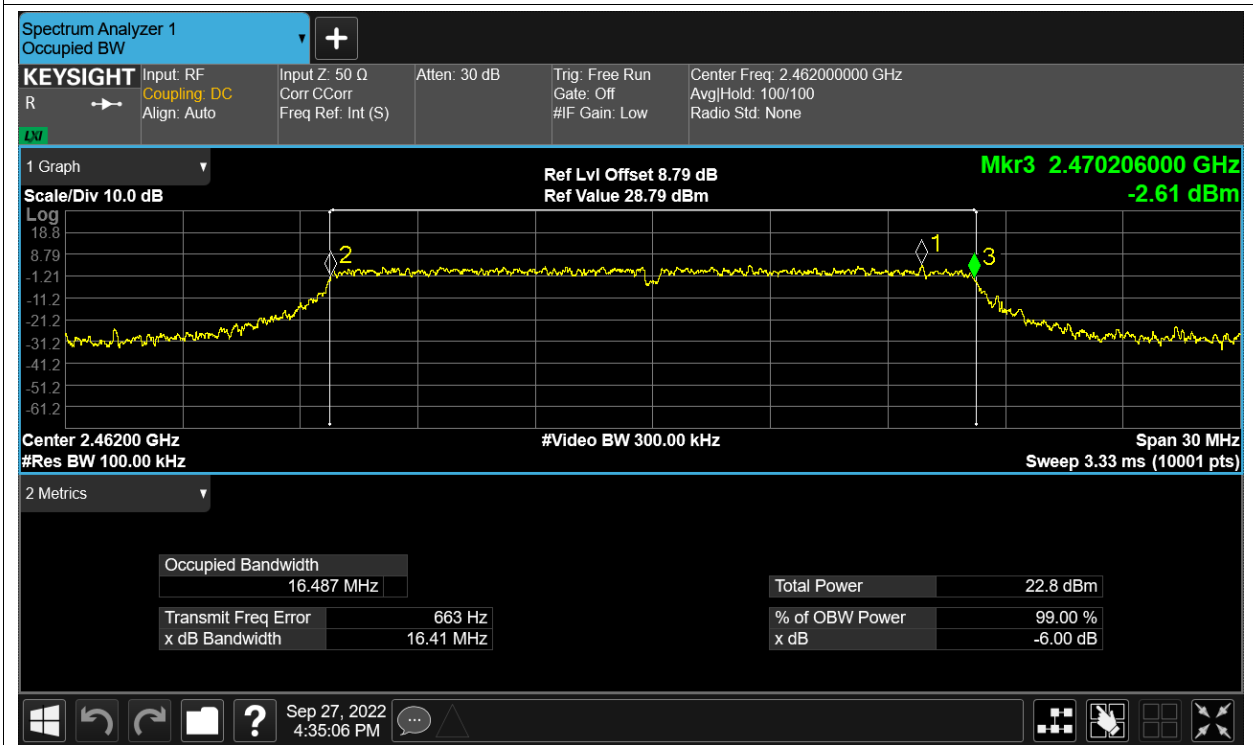 Spectrum Analyzer 1
Occupied BW
KEYSIGHT
R
LXI
Input: RF
Coupling: DC
Align: Auto
Input Z: 50 Ω
Corr CCorr
Freq Ref: Int (S)
Atten: 30 dB
Trig: Free Run
Gate: Off
#IF Gain: Low
Center Freq: 2.462000000 GHz
Avg|Hold: 100/100
Radio Std: None
1 Graph
Scale/Div 10.0 dB
Ref Lvl Offset 8.79 dB
Ref Value 28.79 dBm
Mkr3 2.470206000 GHz
-2.61 dBm
Log
18.8
8.79
-1.21
-11.2
-21.2
-31.2
-41.2
-51.2
-61.2
2
1
3
Center 2.46200 GHz
#Res BW 100.00 kHz
#Video BW 300.00 kHz
Span 30 MHz
Sweep 3.33 ms (10001 pts)
2 Metrics
Occupied Bandwidth
16.487 MHz
Transmit Freq Error 663 Hz
x dB Bandwidth 16.41 MHz
Total Power 22.8 dBm
% of OBW Power 99.00 %
x dB -6.00 dB
?
Sep 27, 2022
4:35:06 PM